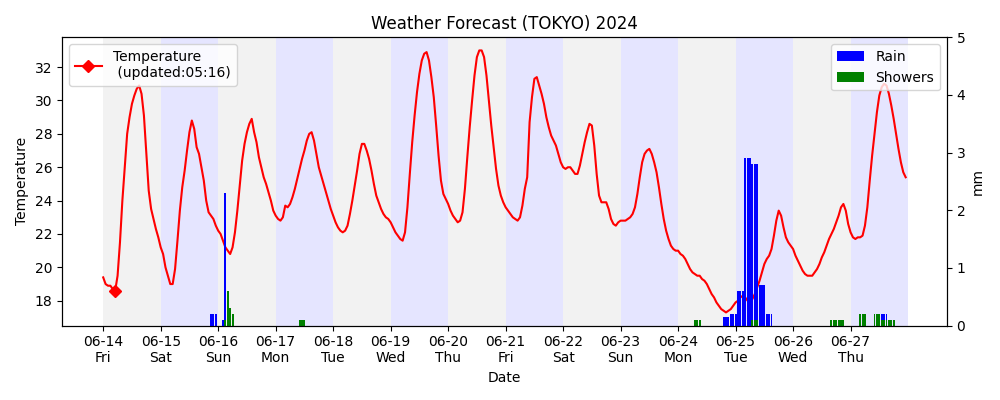 Weather Forecast (TOKYO) 2024
Temperature
(updated:05:16)
Rain
Showers
Temperature
32
30
28
26
24
22
20
18
5
4
3
2
1
0
mm
06-14 06-15 06-16 06-17 06-18 06-19 06-20 06-21 06-22 06-23 06-24 06-25 06-26 06-27
Fri Sat Sun Mon Tue Wed Thu Fri Sat Sun Mon Tue Wed Thu
Date